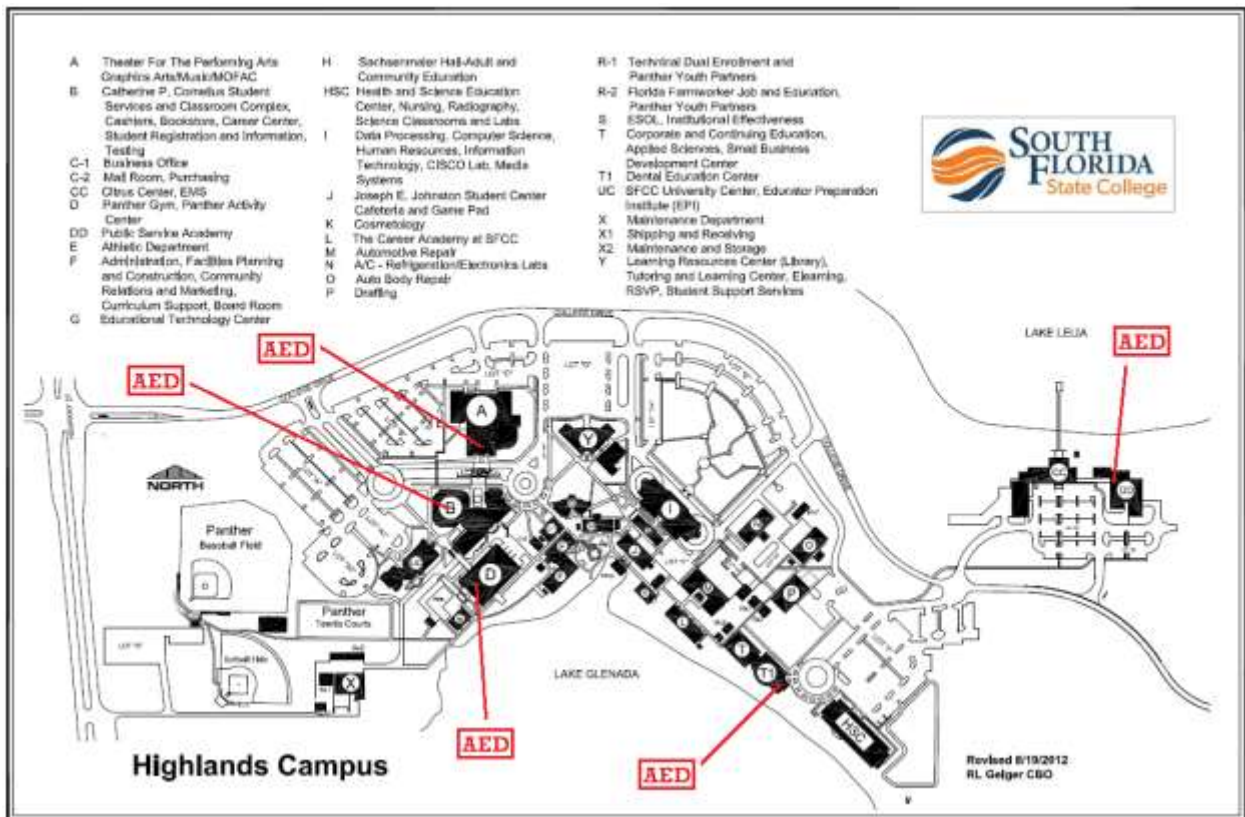 A Theater For The Performing Arts
Graphics Arts/Music/MOFAC
B Catherine P. Cornelius Student
Services and Classroom Complex,
Cashiers, Bookstore, Career Center,
Student Registration and Information,
Testing
C-1 Business Office
C-2 Mail Room, Purchasing
CC Citrus Center, EMS
D Panther Gym, Panther Activity
Center
DD Public Service Academy
E Athletic Department
F Administration, Facilities Planning
and Construction, Community
Relations and Marketing,
Curriculum Support, Board Room
G Educational Technology Center
H Sachsenmaier Hall-Adult and
Community Education
HSC Health and Science Education
Center, Nursing, Radiography,
Science Classrooms and Labs
I Data Processing, Computer Science,
Human Resources, Information
Technology, CISCO Lab, Media
Systems
J Joseph E. Johnston Student Center
Cafeteria and Game Pad
K Cosmetology
L The Career Academy at SFCC
M Automotive Repair
N A/C - Refrigeration/Electronics Labs
O Auto Body Repair
P Drafting
R-1 Technical Dual Enrollment and
Panther Youth Partners
R-2 Florida Farmworker Job and Education,
Panther Youth Partners
S ESOL, Institutional Effectiveness
T Corporate and Continuing Education,
Applied Sciences, Small Business
Development Center
T1 Dental Education Center
UC SFCC University Center, Educator Preparation
Institute (EPI)
X Maintenance Department
X1 Shipping and Receiving
X2 Maintenance and Storage
Y Learning Resources Center (Library),
Tutoring and Learning Center, Elearning,
RSVP, Student Support Services
SOUTH
FLORIDA
State College
COLLEGE DRIVE
LAKE LELIA
AED
AED
AED
COLLEGE DRIVE
COLLEGE DRIVE
A
Y
NORTH
CC
DD
B
I
Panther
Baseball Field
D
P
Panther
Tennis Courts
Softball Field
X
L
M
T
T1
LAKE GLENADA
HSC
AED
AED
Highlands Campus
Revised 8/19/2012
RL Geiger CBO